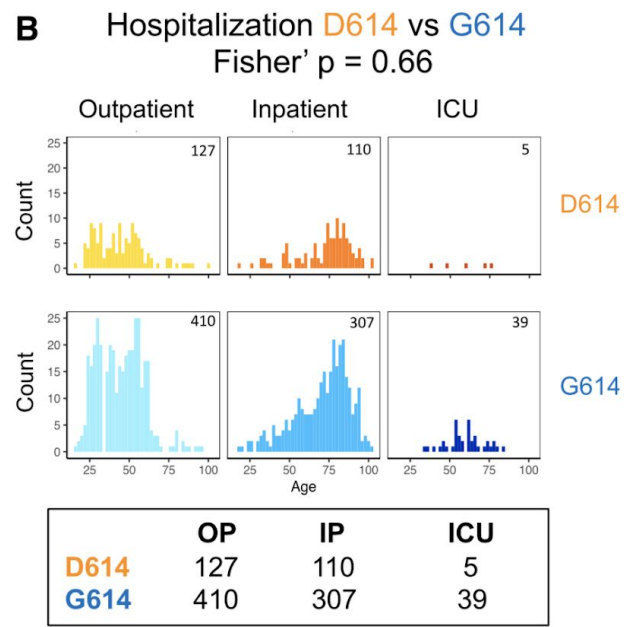 B
Hospitalization D614 vs G614
Fisher’ p = 0.66
Outpatient Inpatient ICU
Count
25
20
15
10
5
0
127
110
5
D614
Count
25
20
15
10
5
0
410
307
39
G614
25 50 75 100 25 50 75 100 25 50 75 100
Age
OP IP ICU
D614 127 110 5
G614 410 307 39